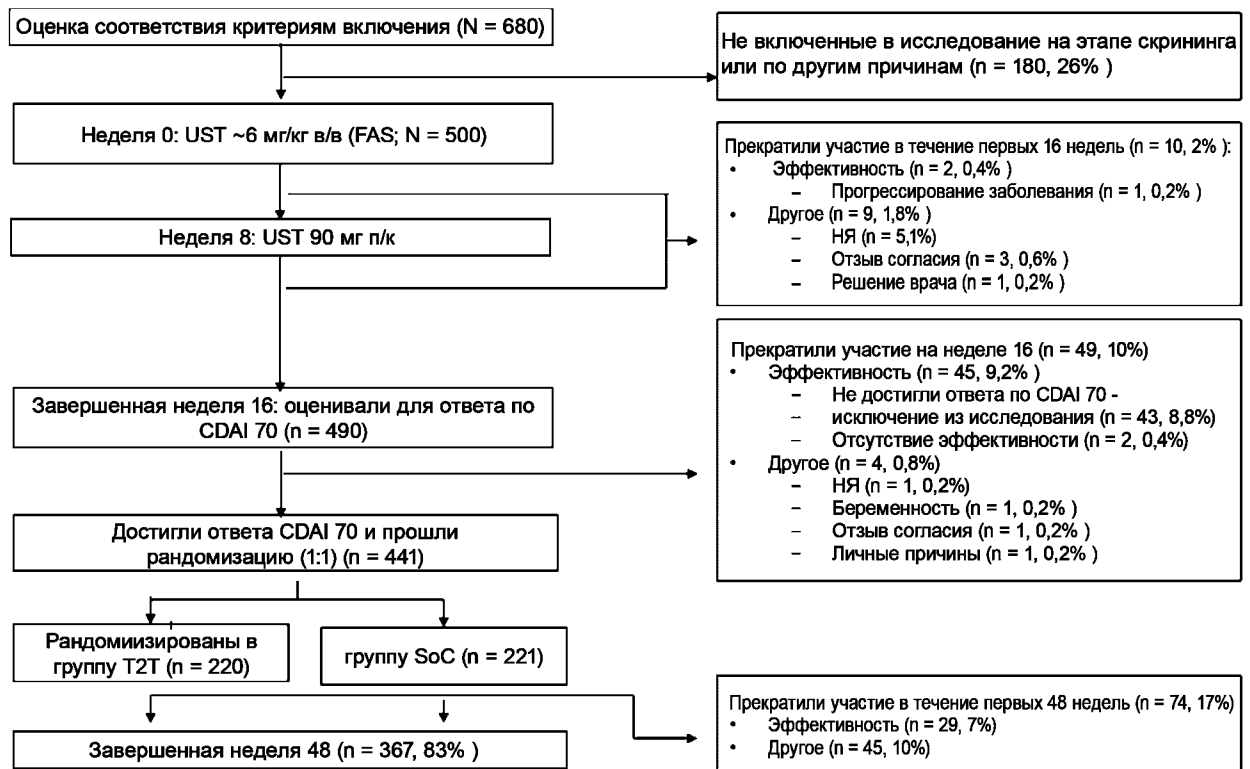 Оценка соответствия критериям включения (N = 680)
Не включенные в исследование на этапе скрининга
или по другим причинам (n = 180, 26% )
Неделя 0: UST ~6 мг/кг в/в (FAS; N = 500)
Прекратили участие в течение первых 16 недель (n = 10, 2% ):
• Эффективность (n = 2, 0,4% )
– Прогрессирование заболевания (n = 1, 0,2% )
• Другое (n = 9, 1,8% )
– НЯ (n = 5,1%)
– Отзыв согласия (n = 3, 0,6% )
– Решение врача (n = 1, 0,2% )
Неделя 8: UST 90 мг п/к
Прекратили участие на неделе 16 (n = 49, 10%)
• Эффективность (n = 45, 9,2% )
– Не достигли ответа по CDAI 70 -
– исключение из исследования (n = 43, 8,8%)
– Отсутствие эффективности (n = 2, 0,4%)
• Другое (n = 4, 0,8%)
– НЯ (n = 1, 0,2%)
– Беременность (n = 1, 0,2% )
– Отзыв согласия (n = 1, 0,2% )
– Личные причины (n = 1, 0,2% )
Завершенная неделя 16: оценивали для ответа по
CDAI 70 (n = 490)
Достигли ответа CDAI 70 и прошли
рандомизацию (1:1) (n = 441)
Рандомиизированы в
группу T2T (n = 220)
группу SoC (n = 221)
Прекратили участие в течение первых 48 недель (n = 74, 17%)
• Эффективность (n = 29, 7%)
• Другое (n = 45, 10%)
Завершенная неделя 48 (n = 367, 83% )